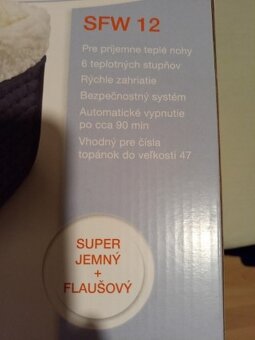 SFW 12
Pre príjemne teplé nohy
6 teplotných stupňov
Rýchle zahriatie
Bezpečnostný systém
Automatické vypnutie
po cca 90 min
Vhodný pre čísla
topánok do veľkosti 47
SUPER
JEMNÝ
+
FLAUŠOVÝ